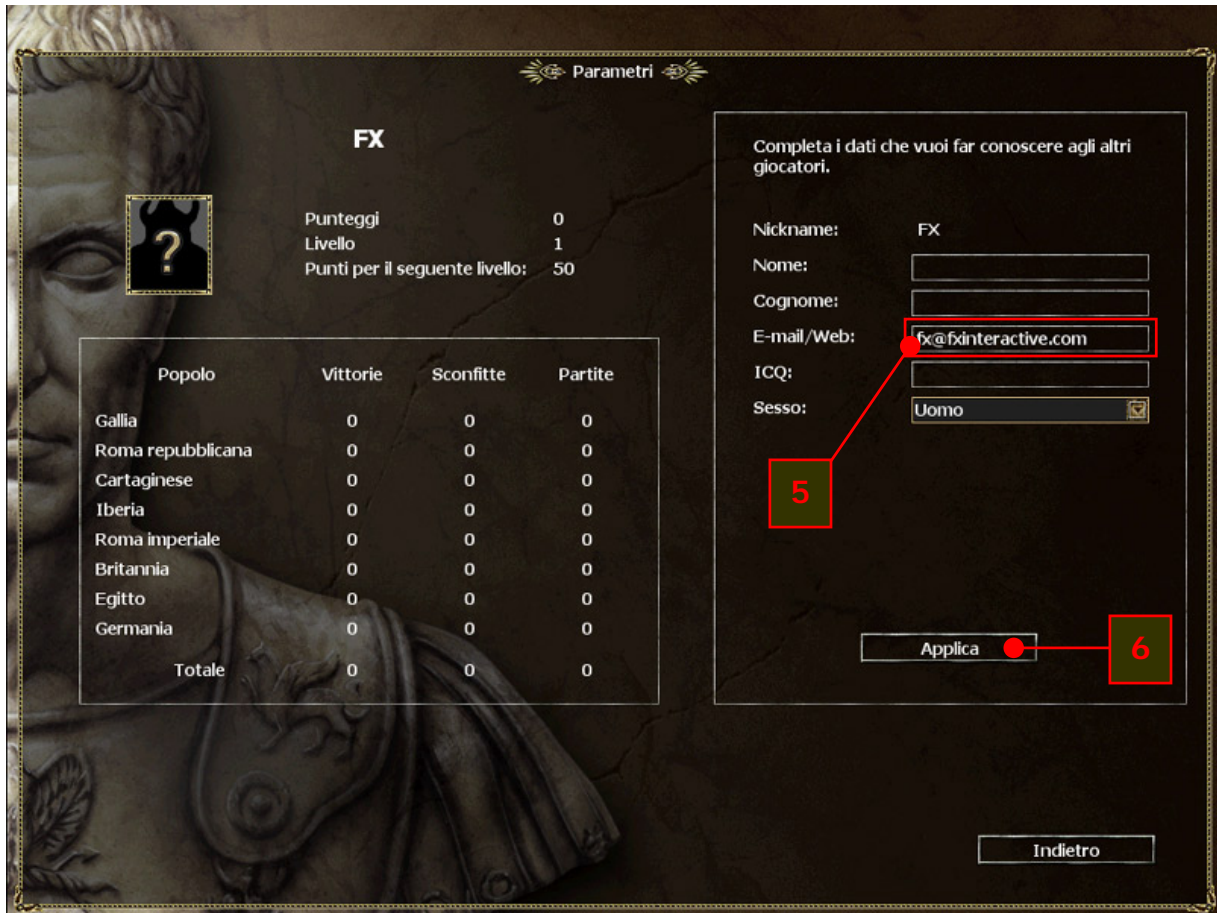 Parametri
FX
?
Punteggi 0
Livello 1
Punti per il seguente livello: 50
Popolo Vittorie Sconfitte Partite
Gallia 0 0 0
Roma repubblicana 0 0 0
Cartaginese 0 0 0
Iberia 0 0 0
Roma imperiale 0 0 0
Britannia 0 0 0
Egitto 0 0 0
Germania 0 0 0
Totale 0 0 0
Completa i dati che vuoi far conoscere agli altri
giocatori.
Nickname: FX
Nome:
Cognome:
E-mail/Web: fx@fxinteractive.com
ICQ:
Sesso: Uomo
5
Applica 6
Indietro